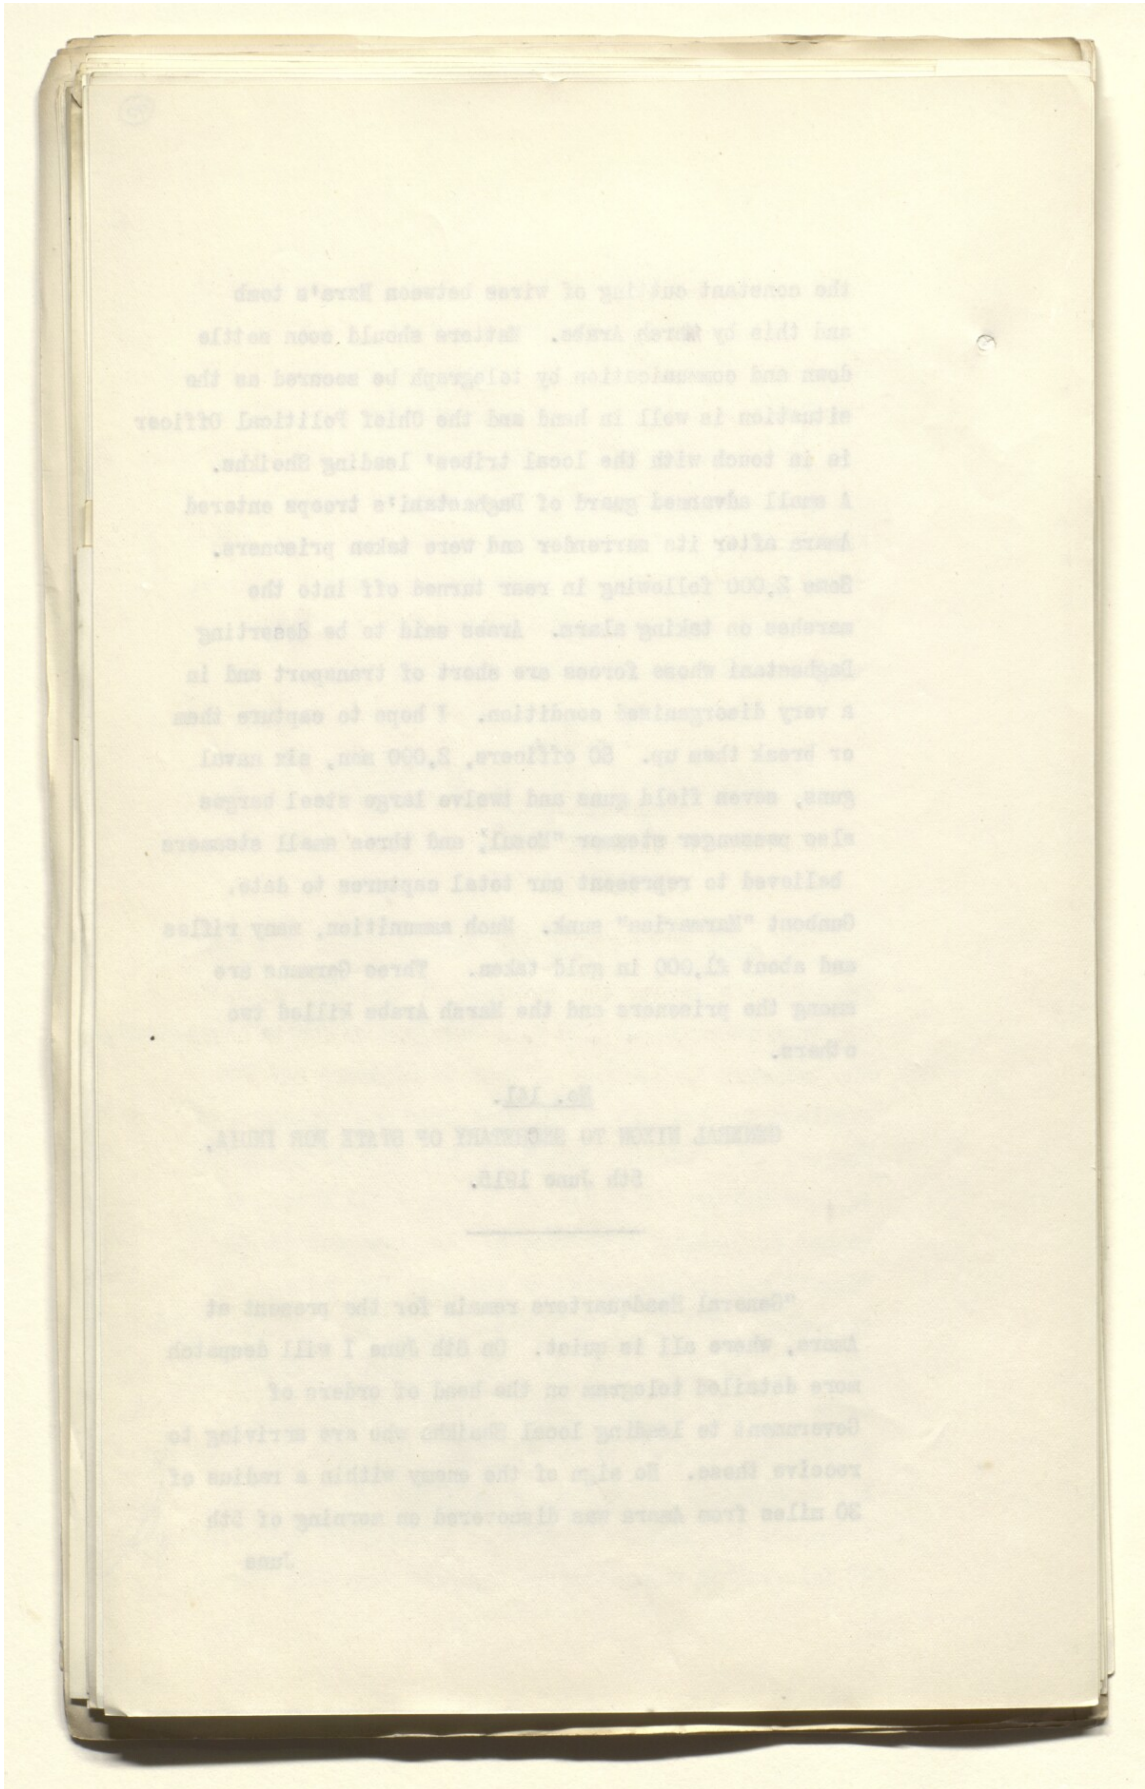 the constant cutting of wires between Ezra's tomb
and this by Marsh Arabs. Matters should soon settle
down and communication by telegraph be secured as the
situation is well in hand and the Chief Political Officer
is in touch with the local tribes' leading Sheikhs.
A small advanced guard of Daghestani's troops entered
Amara after its surrender and were taken prisoners.
Some 2,000 following in rear turned off into the
marshes on taking alarm. Arabs said to be deserting
Daghestani whose forces are short of transport and in
a very disorganised condition. I hope to capture them
or break them up. 80 officers, 2,000 men, six naval
guns, seven field guns and twelve large steel barges
also passenger steamer "Mosul", and three small steamers
believed to represent our total captures to date.
Gunboat "Marmariss" sunk. Much ammunition, many rifles
and about £1,000 in gold taken. Three Germans are
among the prisoners and the Marsh Arabs killed two
others.
No. 141.
GENERAL NIXON TO SECRETARY OF STATE FOR INDIA,
5th June 1915.
"General Headquarters remain for the present at
Amara, where all is quiet. On 6th June I will despatch
more detailed telegram on the head of orders of
Government to leading local Sheikhs who are arriving to
receive these. No sign of the enemy within a radius of
30 miles from Amara was discovered on morning of 5th
June